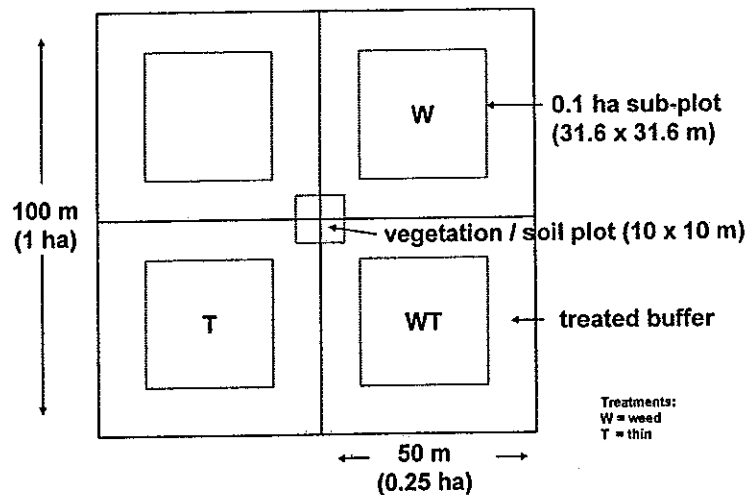 W
0.1 ha sub-plot
(31.6 x 31.6 m)
100 m
(1 ha)
vegetation / soil plot (10 x 10 m)
T
WT
treated buffer
Treatments:
W = weed
T = thin
50 m
(0.25 ha)